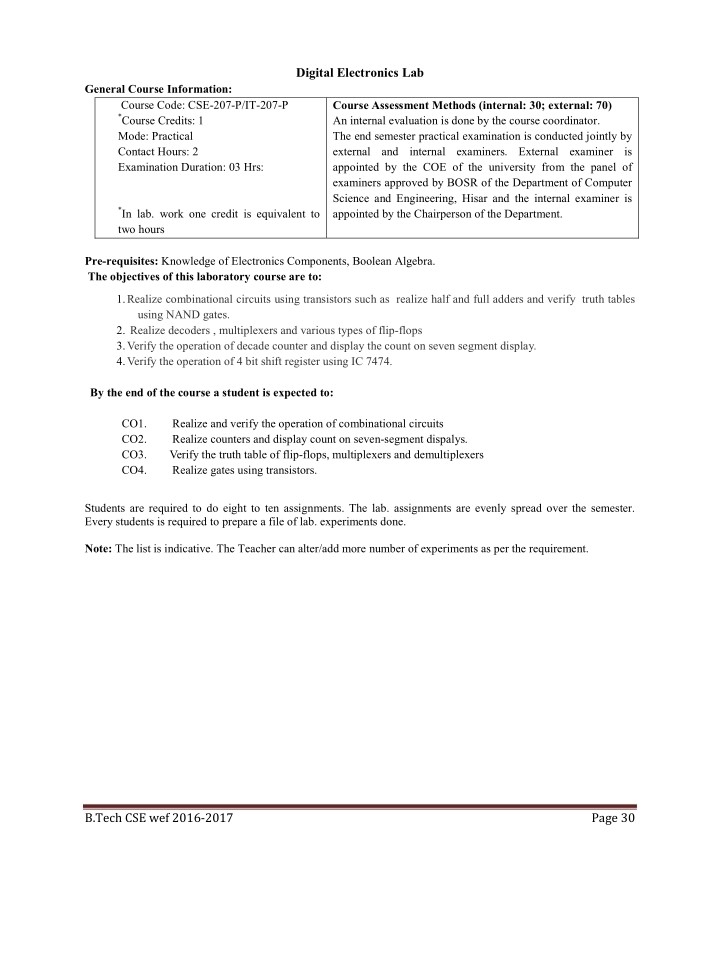 Digital Electronics Lab
General Course Information:
Course Code: CSE-207-P/IT-207-P
*Course Credits: 1
Mode: Practical
Contact Hours: 2
Examination Duration: 03 Hrs:
*In lab. work one credit is equivalent to
two hours
Course Assessment Methods (internal: 30; external: 70)
An internal evaluation is done by the course coordinator.
The end semester practical examination is conducted jointly by
external and internal examiners. External examiner is
appointed by the COE of the university from the panel of
examiners approved by BOSR of the Department of Computer
Science and Engineering, Hisar and the internal examiner is
appointed by the Chairperson of the Department.
Pre-requisites: Knowledge of Electronics Components, Boolean Algebra.
The objectives of this laboratory course are to:
1. Realize combinational circuits using transistors such as realize half and full adders and verify truth tables
using NAND gates.
2. Realize decoders , multiplexers and various types of flip-flops
3. Verify the operation of decade counter and display the count on seven segment display.
4. Verify the operation of 4 bit shift register using IC 7474.
By the end of the course a student is expected to:
CO1. Realize and verify the operation of combinational circuits
CO2. Realize counters and display count on seven-segment dispalys.
CO3. Verify the truth table of flip-flops, multiplexers and demultiplexers
CO4. Realize gates using transistors.
Students are required to do eight to ten assignments. The lab. assignments are evenly spread over the semester.
Every students is required to prepare a file of lab. experiments done.
Note: The list is indicative. The Teacher can alter/add more number of experiments as per the requirement.
B.Tech CSE wef 2016-2017 Page 30